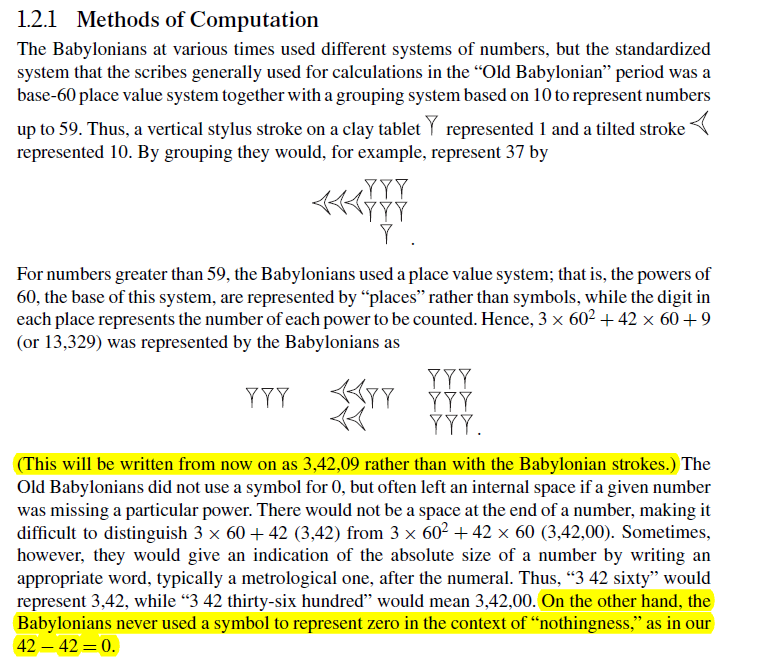 1.2.1 Methods of Computation
The Babylonians at various times used different systems of numbers, but the standardized
system that the scribes generally used for calculations in the “Old Babylonian” period was a
base-60 place value system together with a grouping system based on 10 to represent numbers
up to 59. Thus, a vertical stylus stroke on a clay tablet 𒁹 represented 1 and a tilted stroke 𒌋
represented 10. By grouping they would, for example, represent 37 by
𒌋𒌋𒌋𒁹𒁹𒁹𒁹𒁹𒁹𒁹.
For numbers greater than 59, the Babylonians used a place value system; that is, the powers of
60, the base of this system, are represented by “places” rather than symbols, while the digit in
each place represents the number of each power to be counted. Hence, 3 × 60² + 42 × 60 + 9
(or 13,329) was represented by the Babylonians as
𒁹𒁹𒁹 𒌋𒌋𒌋𒌋𒁹𒁹 𒁹𒁹𒁹𒁹𒁹𒁹𒁹𒁹𒁹.
(This will be written from now on as 3,42,09 rather than with the Babylonian strokes.) The
Old Babylonians did not use a symbol for 0, but often left an internal space if a given number
was missing a particular power. There would not be a space at the end of a number, making it
difficult to distinguish 3 × 60 + 42 (3,42) from 3 × 60² + 42 × 60 (3,42,00). Sometimes,
however, they would give an indication of the absolute size of a number by writing an
appropriate word, typically a metrological one, after the numeral. Thus, “3 42 sixty” would
represent 3,42, while “3 42 thirty-six hundred” would mean 3,42,00. On the other hand, the
Babylonians never used a symbol to represent zero in the context of “nothingness,” as in our
42 − 42 = 0.